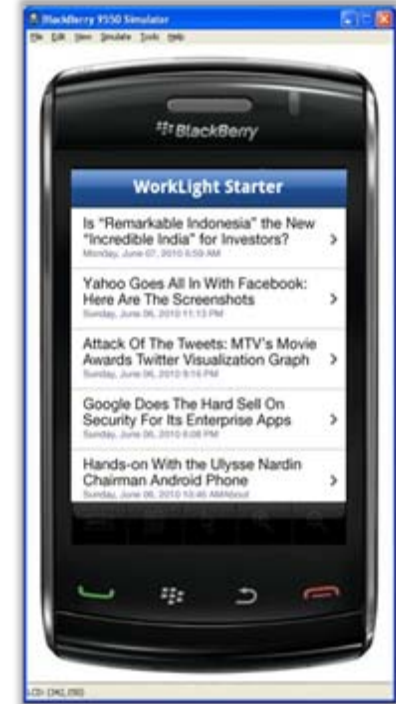 BlackBerry 9550 Simulator
File Edit View Simulate Tools Help
BlackBerry
WorkLight Starter
Is “Remarkable Indonesia” the New
“Incredible India” for Investors?
Monday, June 07, 2010 6:59 AM
Yahoo Goes All In With Facebook:
Here Are The Screenshots
Sunday, June 06, 2010 11:13 PM
Attack Of The Tweets: MTV’s Movie
Awards Twitter Visualization Graph
Sunday, June 06, 2010 9:16 PM
Google Does The Hard Sell On
Security For Its Enterprise Apps
Sunday, June 06, 2010 6:08 PM
Hands-on With the Ulysse Nardin
Chairman Android Phone
Sunday, June 06, 2010 10:46 AMAbout